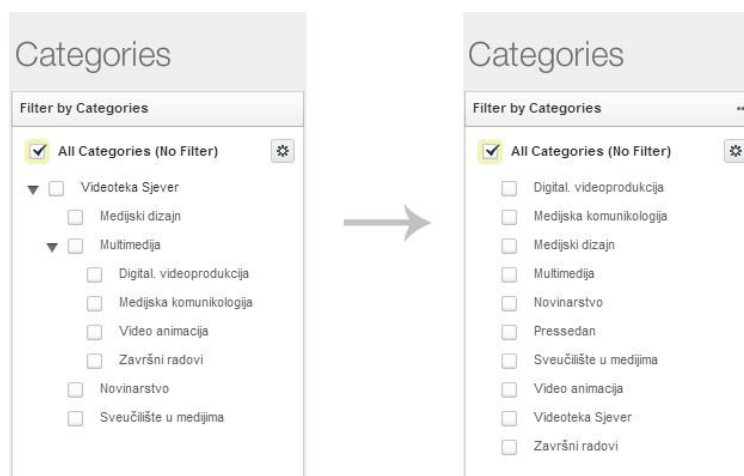 Categories
Filter by Categories
All Categories (No Filter)
Videoteka Sjever
Medijski dizajn
Multimedija
Digital. videoprodukcija
Medijska komunikologija
Video animacija
Završni radovi
Novinarstvo
Sveučilište u medijima
Categories
Filter by Categories
All Categories (No Filter)
Digital. videoprodukcija
Medijska komunikologija
Medijski dizajn
Multimedija
Novinarstvo
Pressedan
Sveučilište u medijima
Video animacija
Videoteka Sjever
Završni radovi